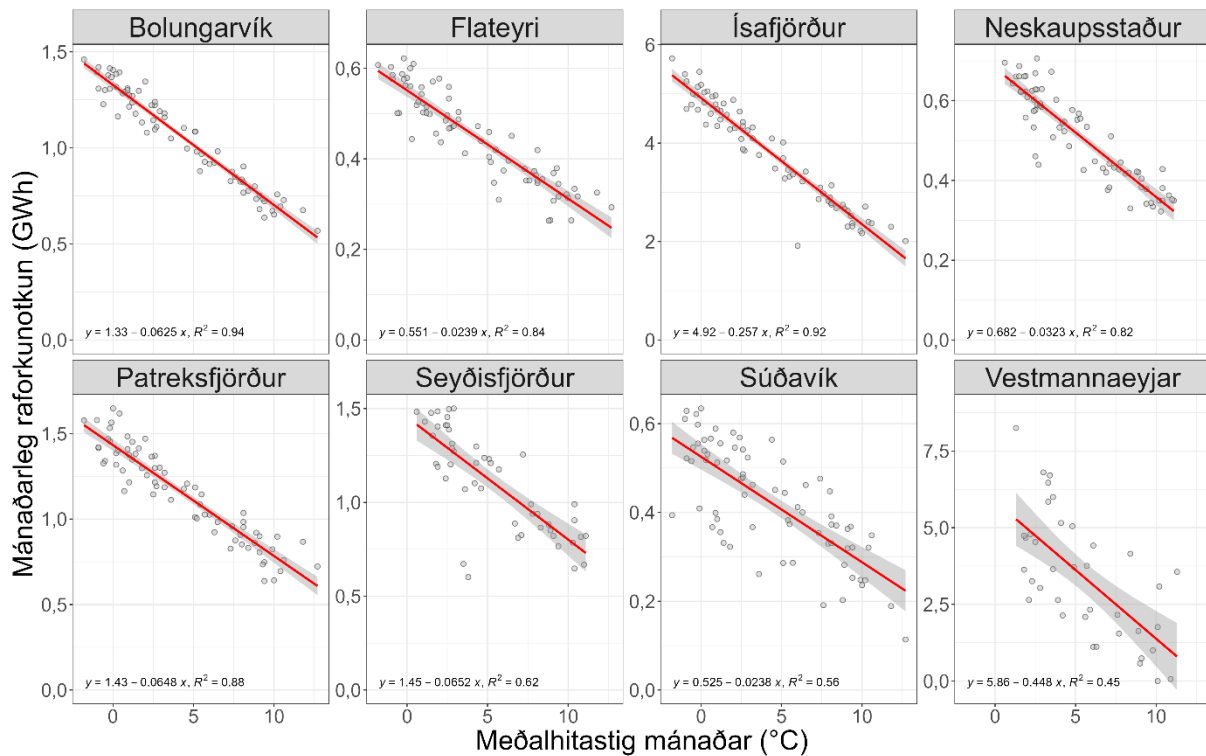 Bolungarvík
Flateyri
Ísafjörður
Neskaupsstaður
Mánaðarleg raforkunotkun (GWh)
1,5
1,0
0,5
0,0
y = 1.33 − 0.0625 x, R² = 0.94
0,6
0,4
0,2
0,0
y = 0.551 − 0.0239 x, R² = 0.84
6
4
2
0
y = 4.92 − 0.257 x, R² = 0.92
0,6
0,4
0,2
0,0
y = 0.682 − 0.0323 x, R² = 0.82
Patreksfjörður
Seyðisfjörður
Súðavík
Vestmannaeyjar
1,5
1,0
0,5
0,0
y = 1.43 − 0.0648 x, R² = 0.88
0 5 10
1,5
1,0
0,5
0,0
y = 1.45 − 0.0652 x, R² = 0.62
0 5 10
0,6
0,4
0,2
0,0
y = 0.525 − 0.0238 x, R² = 0.56
0 5 10
7,5
5,0
2,5
0,0
y = 5.86 − 0.448 x, R² = 0.45
0 5 10
Meðalhitastig mánaðar (°C)